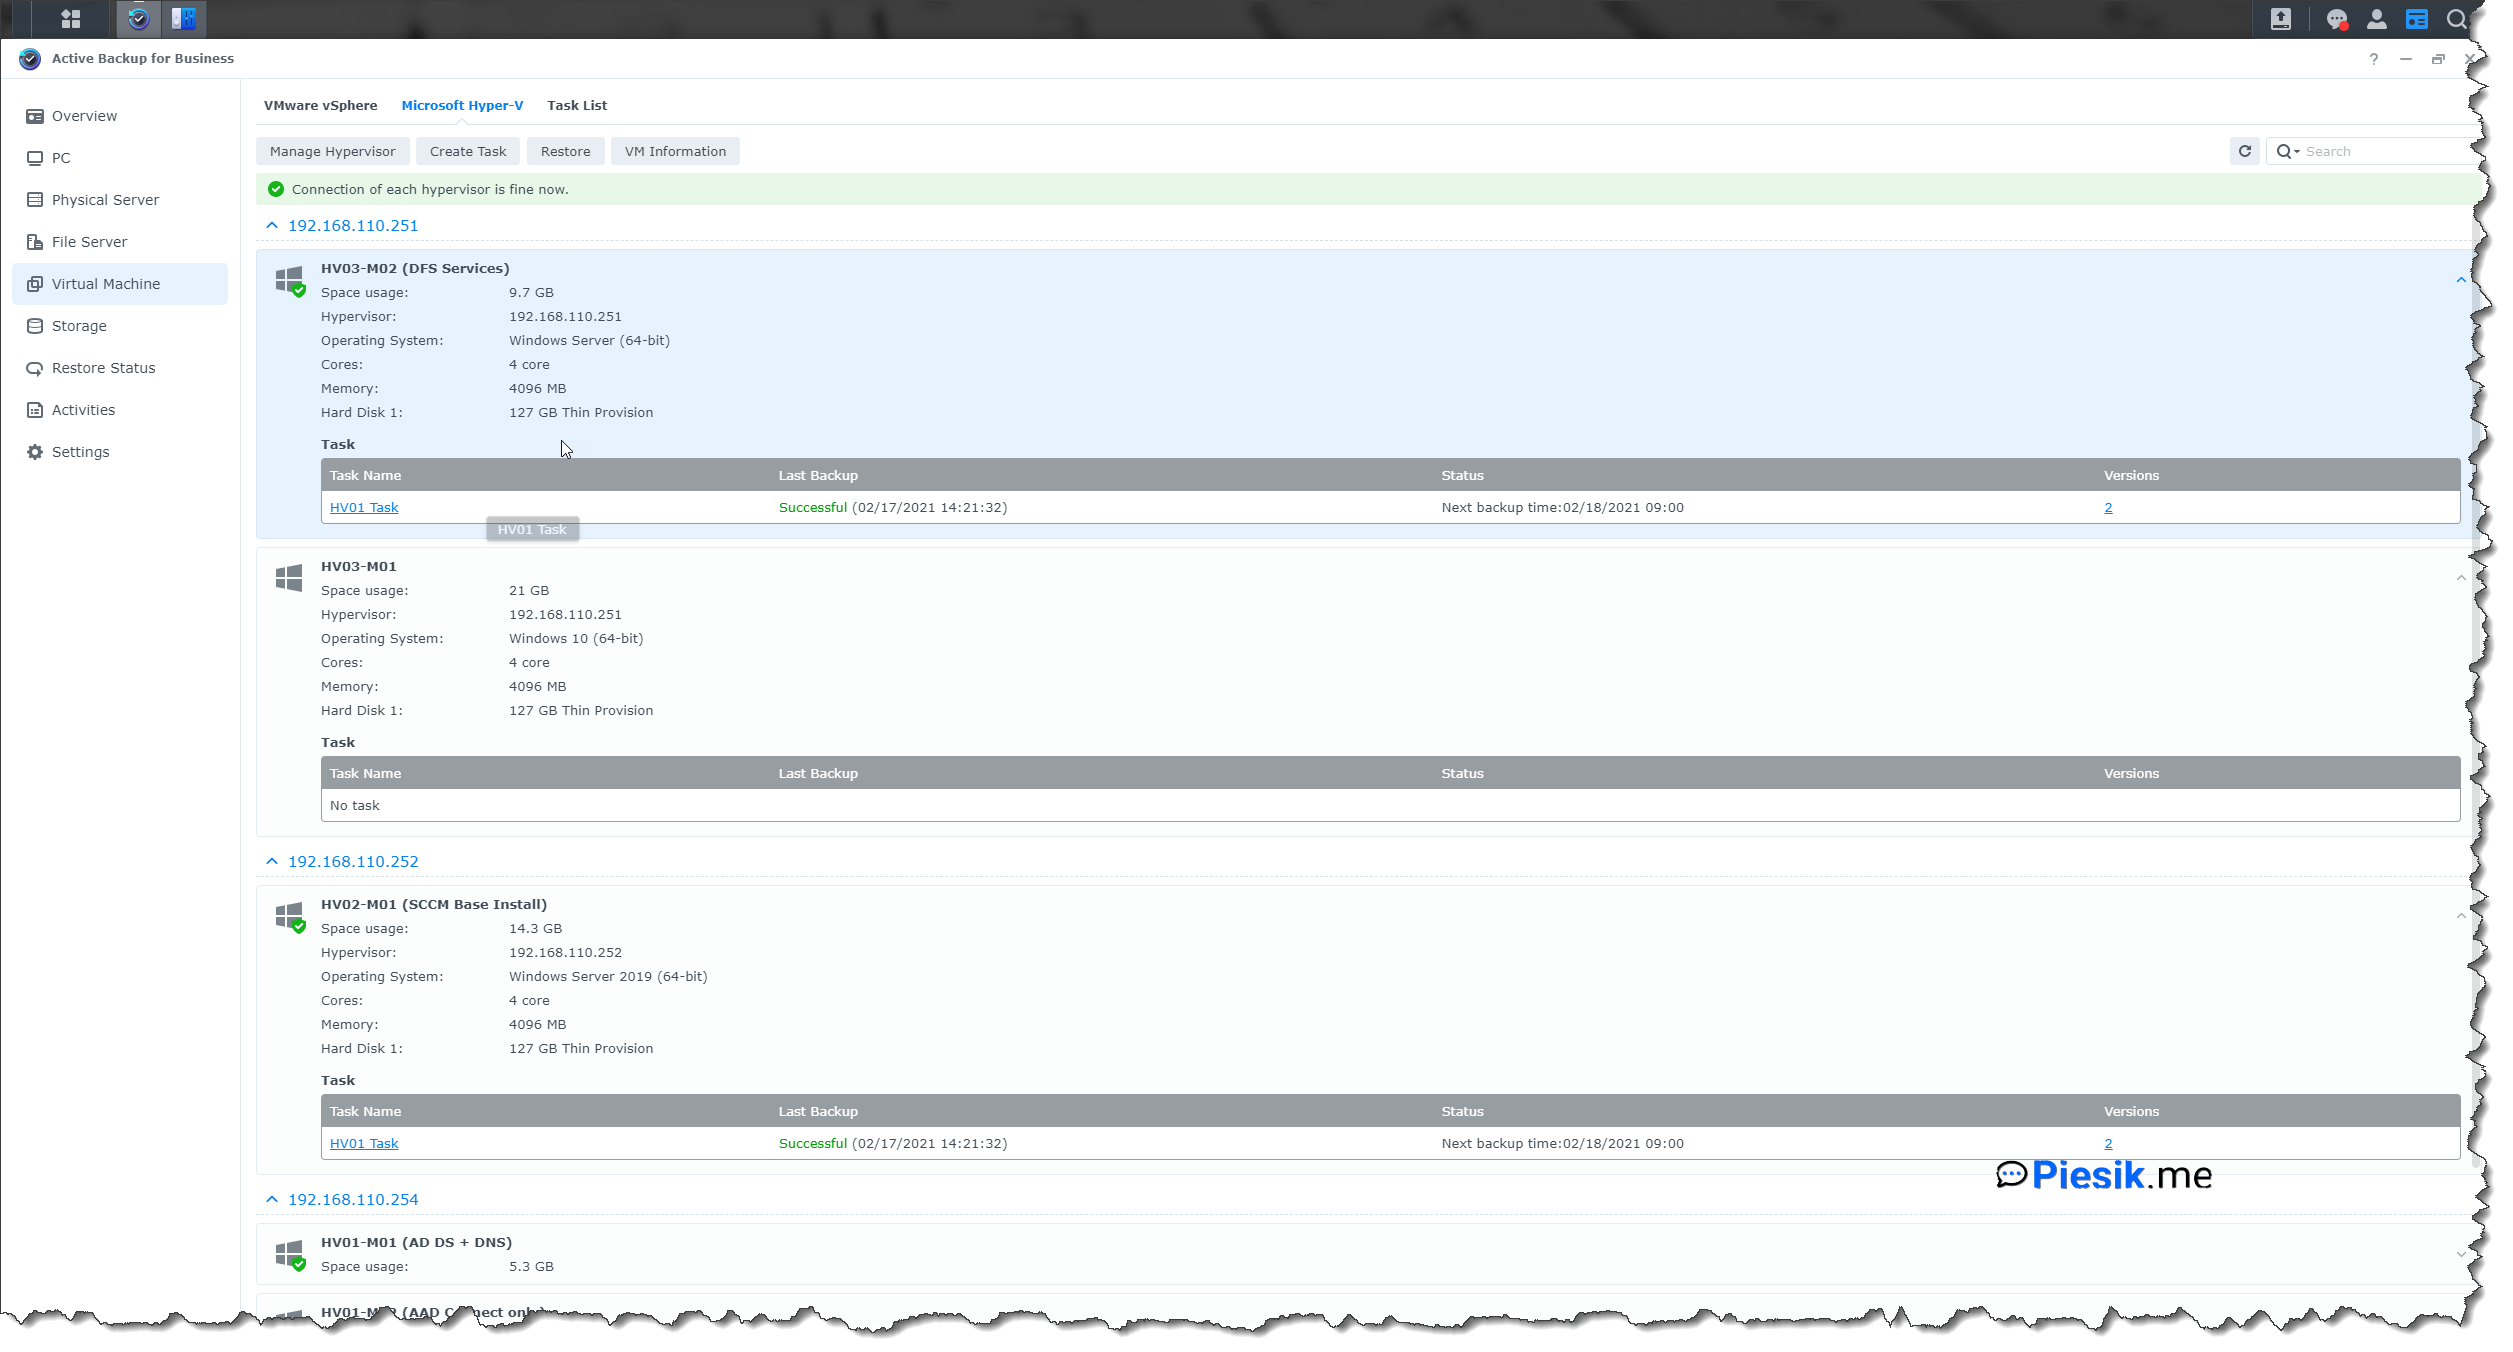 Active Backup for Business
Overview
PC
Physical Server
File Server
Virtual Machine
Storage
Restore Status
Activities
Settings
VMware vSphere Microsoft Hyper-V Task List
Manage Hypervisor Create Task Restore VM Information Search
Connection of each hypervisor is fine now.
192.168.110.251
HV03-M02 (DFS Services)
Space usage: 9.7 GB
Hypervisor: 192.168.110.251
Operating System: Windows Server (64-bit)
Cores: 4 core
Memory: 4096 MB
Hard Disk 1: 127 GB Thin Provision
Task
Task Name Last Backup Status Versions
HV01 Task Successful (02/17/2021 14:21:32) Next backup time:02/18/2021 09:00 2
HV01 Task
HV03-M01
Space usage: 21 GB
Hypervisor: 192.168.110.251
Operating System: Windows 10 (64-bit)
Cores: 4 core
Memory: 4096 MB
Hard Disk 1: 127 GB Thin Provision
Task
Task Name Last Backup Status Versions
No task
192.168.110.252
HV02-M01 (SCCM Base Install)
Space usage: 14.3 GB
Hypervisor: 192.168.110.252
Operating System: Windows Server 2019 (64-bit)
Cores: 4 core
Memory: 4096 MB
Hard Disk 1: 127 GB Thin Provision
Task
Task Name Last Backup Status Versions
HV01 Task Successful (02/17/2021 14:21:32) Next backup time:02/18/2021 09:00 2
Piesik.me
192.168.110.254
HV01-M01 (AD DS + DNS)
Space usage: 5.3 GB
(AAD